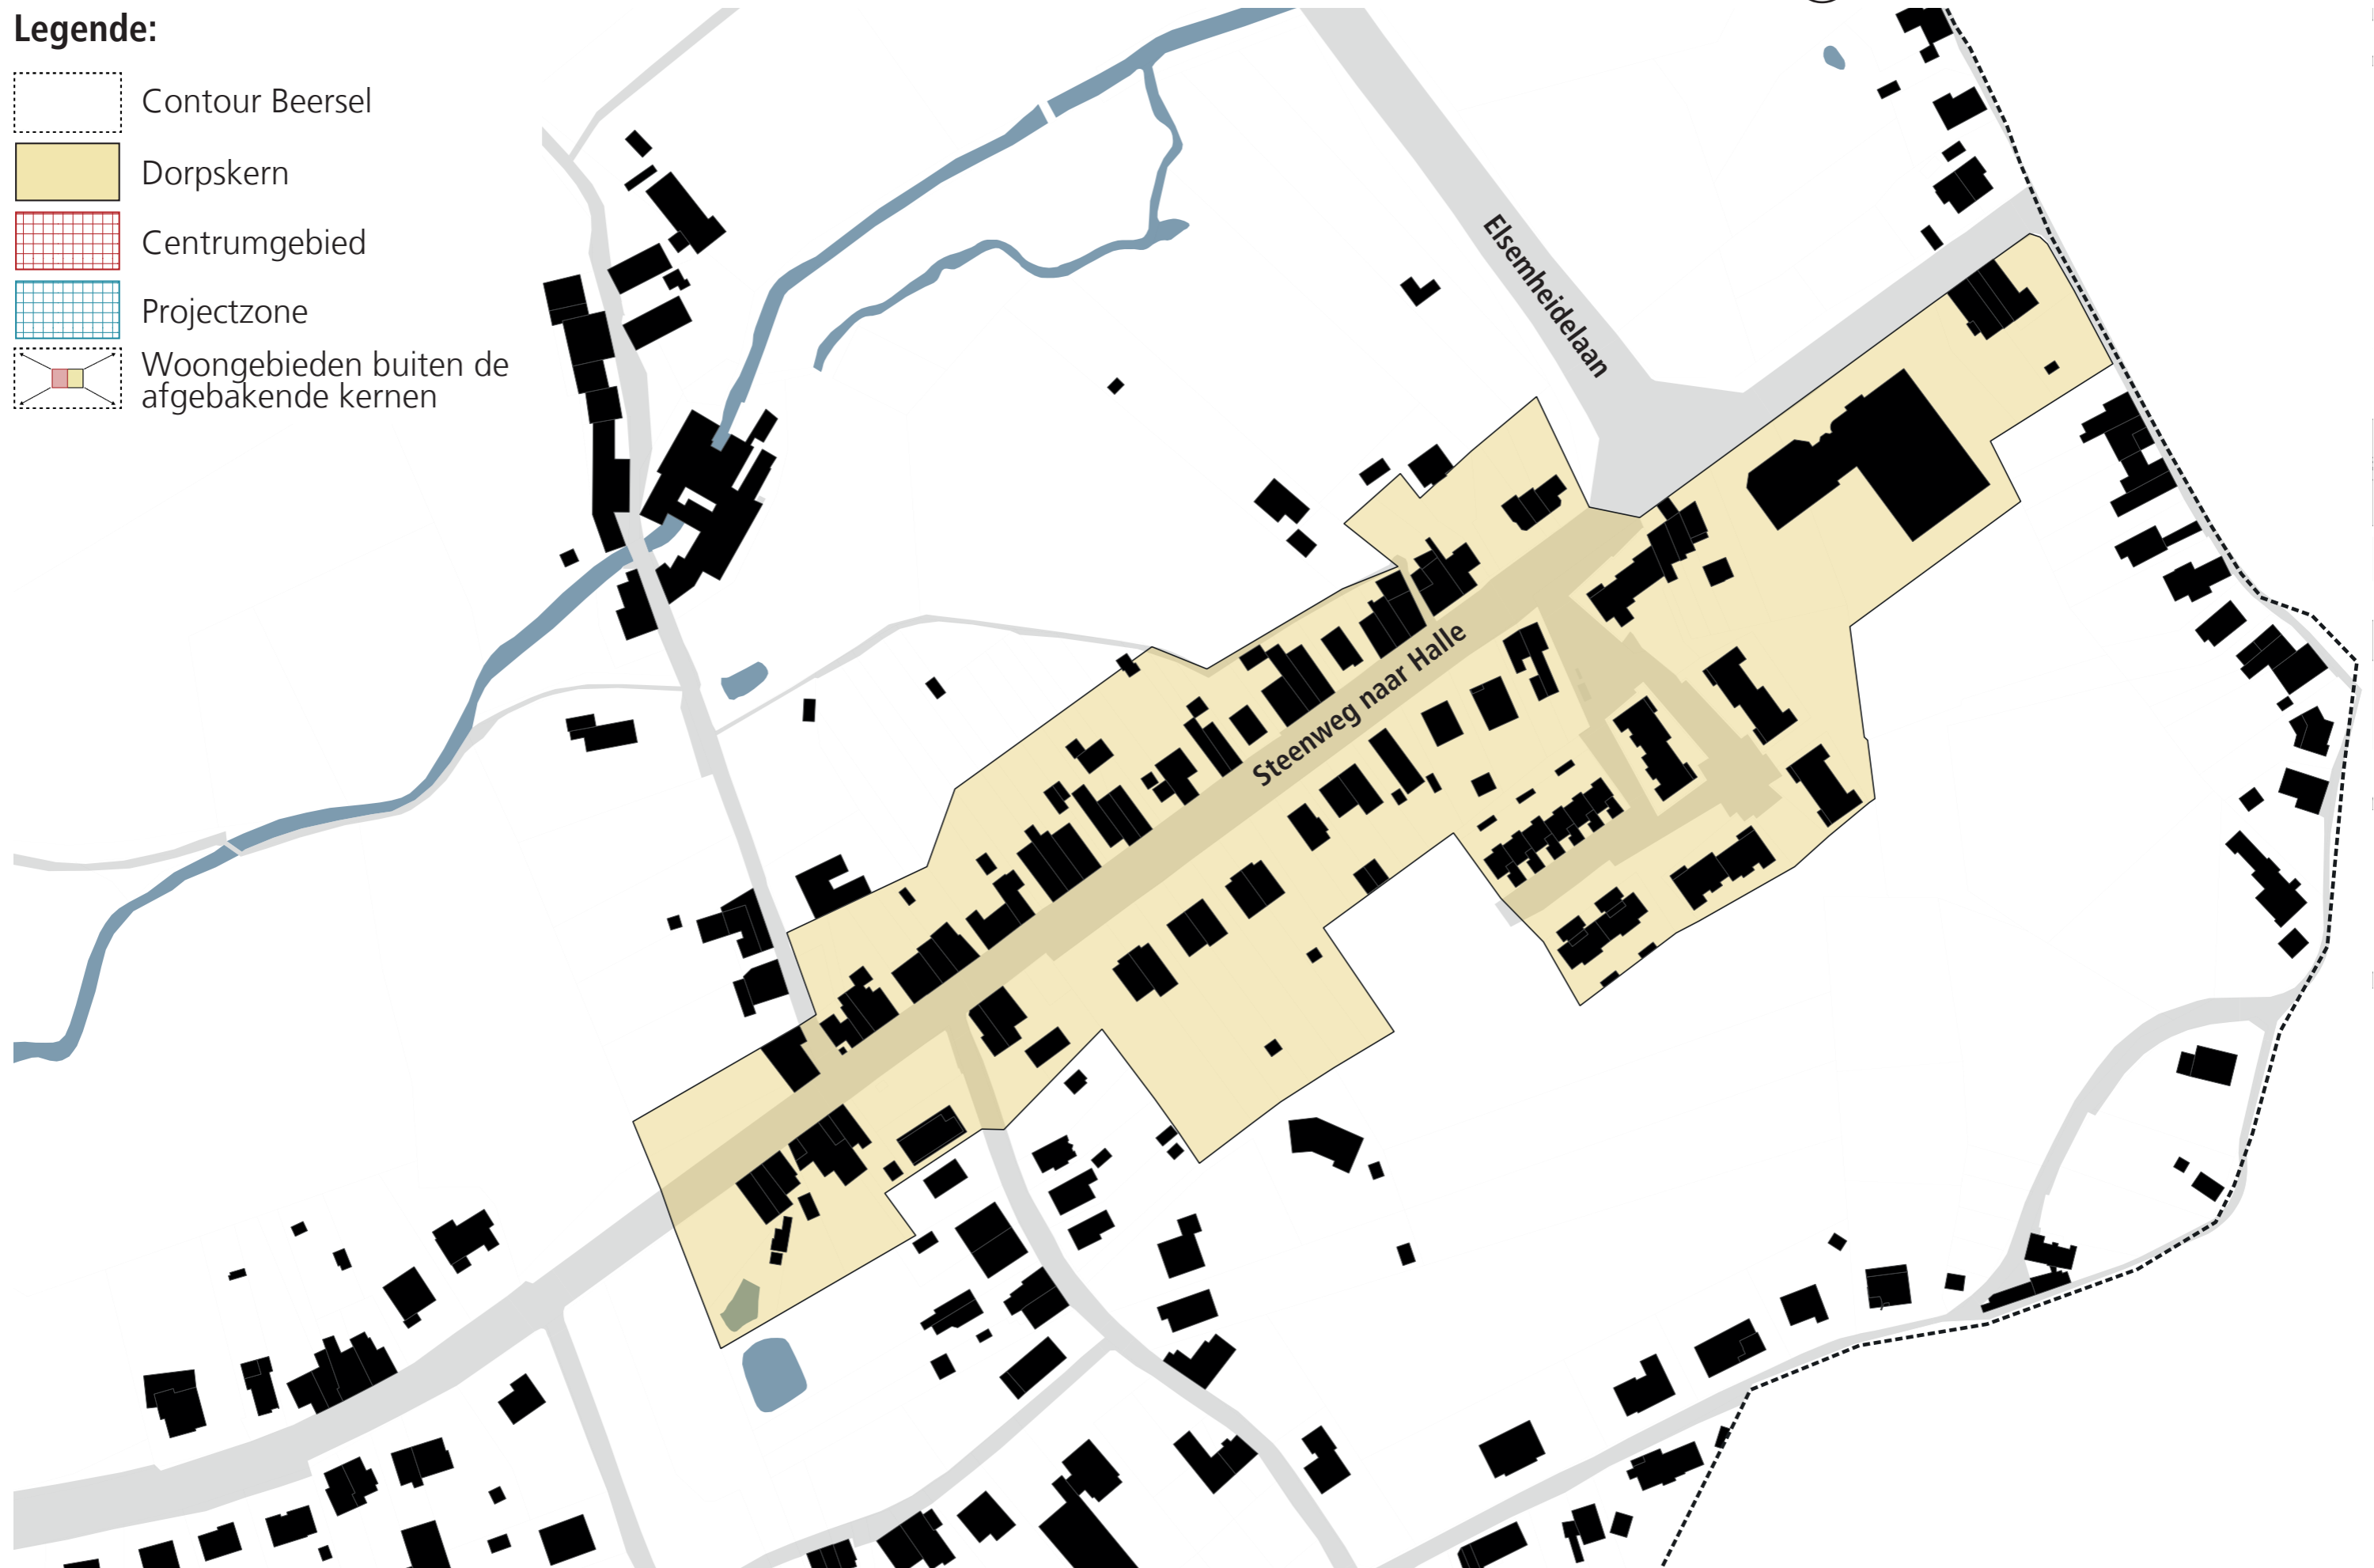 Legende:
Contour Beersel
Dorpskern
Centrumgebied
Projectzone
Woongebieden buiten de
afgebakende kernen
Elsemheidelaan
Steenweg naar Halle